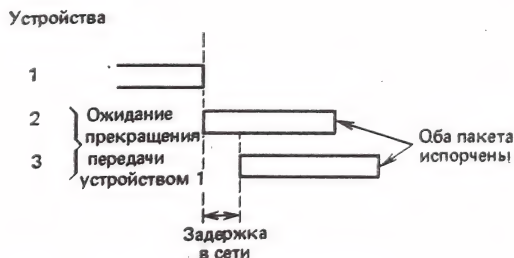 Устройства
1
2
3
Ожидание
прекращения
передачи
устройством 1
Оба пакета
испорчены
Задержка
в сети